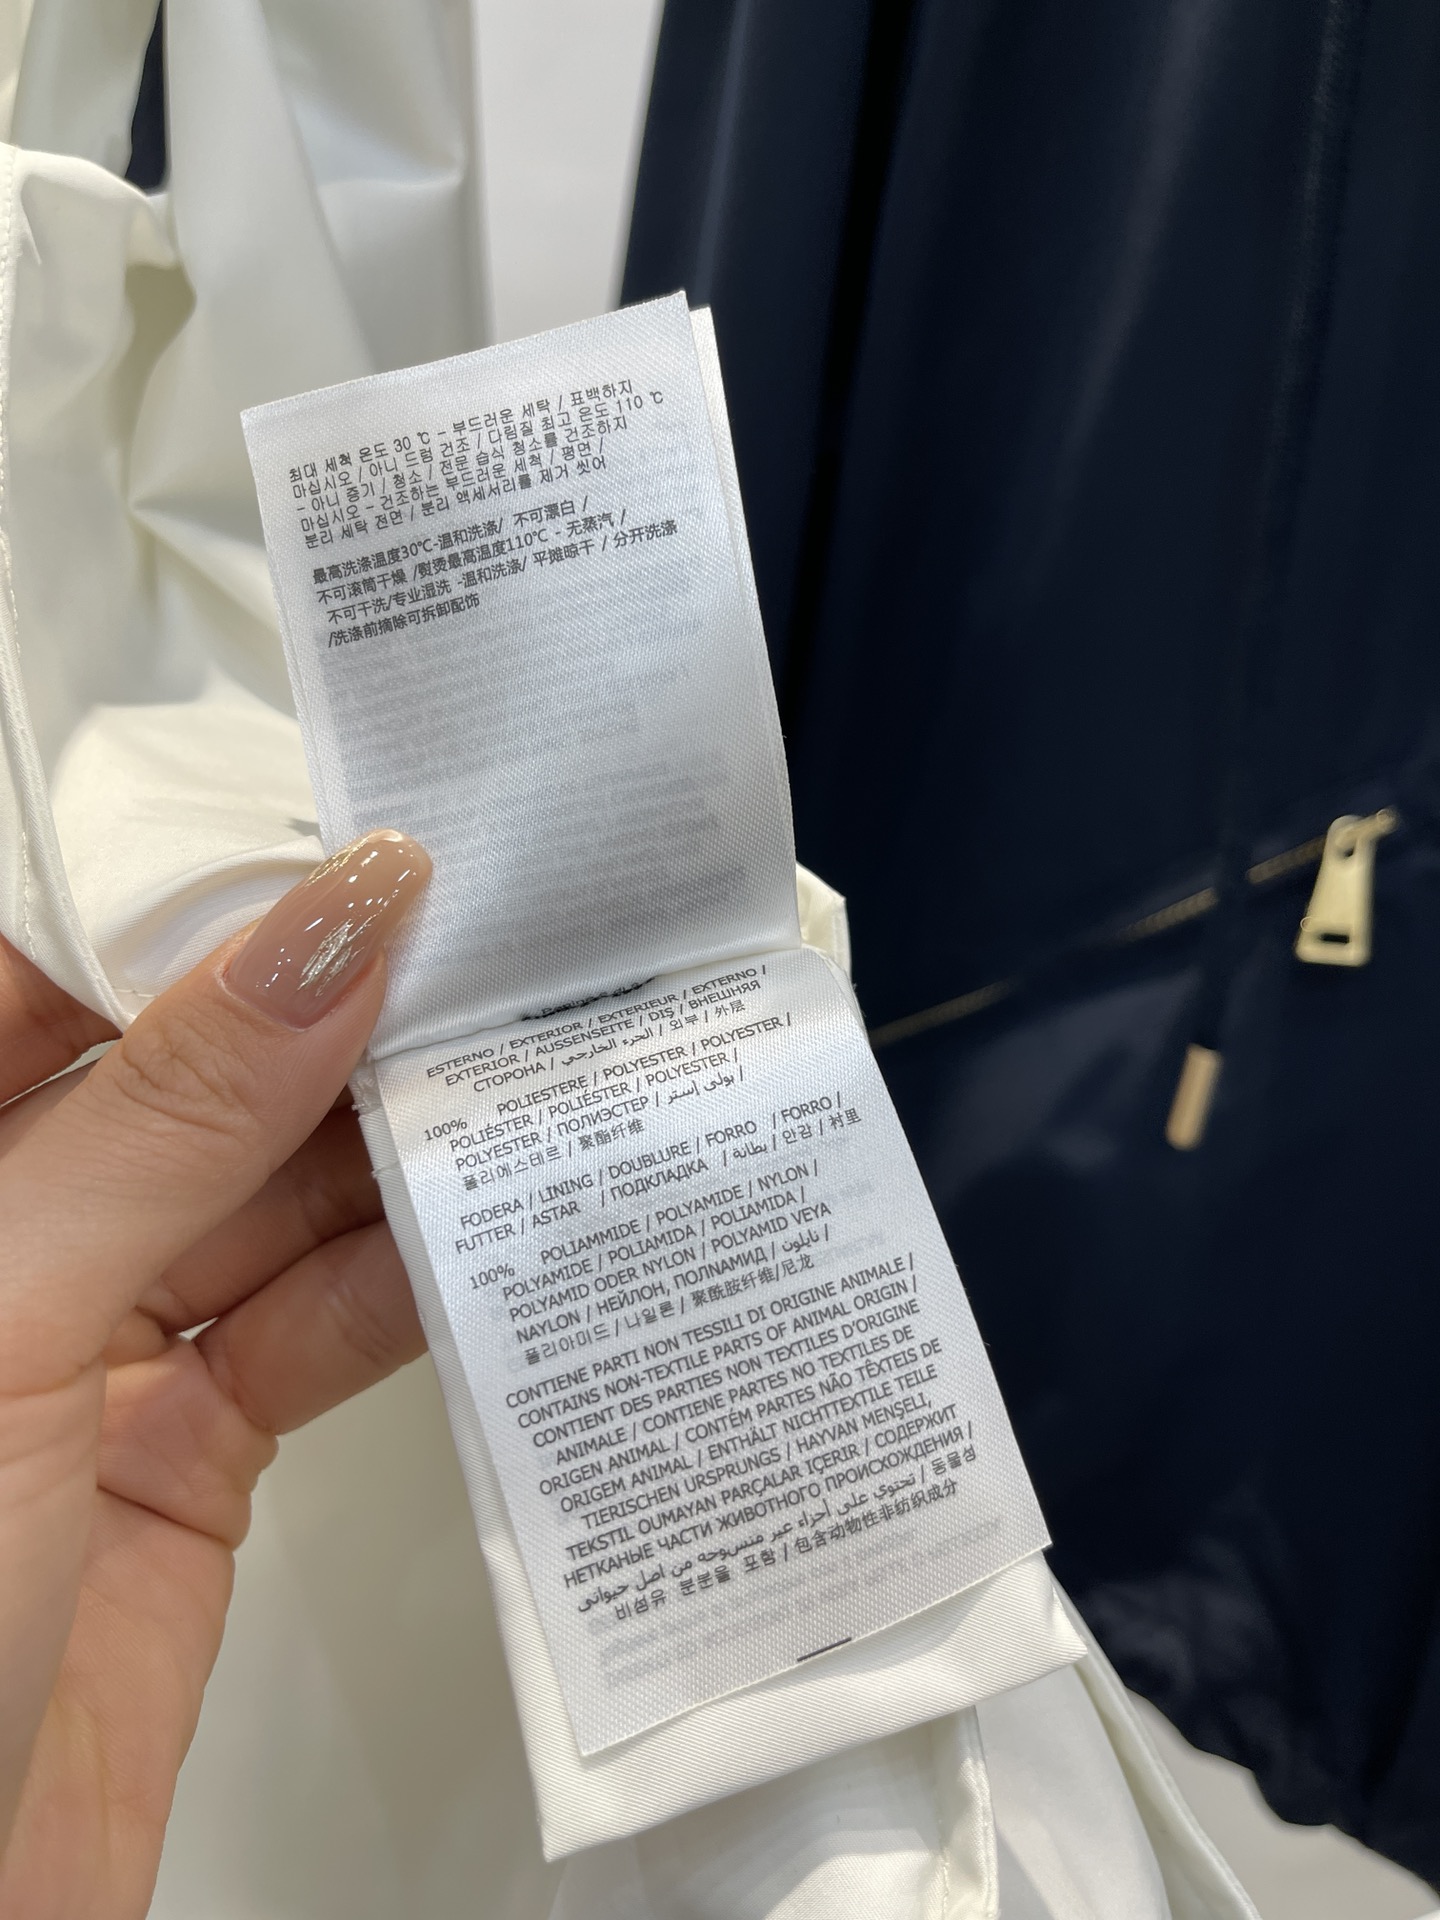 최대 세척 온도 30 ℃ - 부드러운 세탁 / 표백하지
마십시오 / 아니 드럼 건조 / 다림질 최고 온도 110 ℃
- 아니 증기 / 청소 / 전문 습식 청소를 건조하지
마십시오 - 건조하는 부드러운 세척 / 평면 /
분리 세탁 전면 / 분리 액세서리를 제거 씻어
最高洗涤温度30℃-温和洗涤/ 不可漂白 /
不可滚筒干燥 /熨烫最高温度110℃ - 无蒸汽 /
不可干洗/专业湿洗 -温和洗涤/ 平摊晾干 / 分开洗涤
/洗涤前摘除可拆卸配饰
ESTERNO / EXTERIOR / EXTERIEUR / EXTERNO /
EXTERIOR / AUSSENSEITE / DIŞ / ВНЕШНЯЯ
СТОРОНА / الجزء الخارجي / 외부 / 外层
100% POLIESTERE / POLYESTER / POLYESTER /
POLIÉSTER / POLIÉSTER / POLYESTER /
POLYESTER / ПОЛИЭСТЕР / بولى إستر /
폴리에스테르 / 聚酯纤维
FODERA / LINING / DOUBLURE / FORRO / FORRO /
FUTTER / ASTAR / ПОДКЛАДКА / بطانة / 안감 / 衬里
100% POLIAMMIDE / POLYAMIDE / NYLON /
POLYAMIDE / POLIAMIDA / POLIAMIDA /
POLYAMID ODER NYLON / POLYAMID VEYA
NAYLON / НЕЙЛОН, ПОЛNAМИД / نايلون /
폴리아미드 / 나일론 / 聚酰胺纤维/尼龙
CONTIENE PARTI NON TESSILI DI ORIGINE ANIMALE /
CONTAINS NON-TEXTILE PARTS OF ANIMAL ORIGIN /
CONTIENT DES PARTIES NON TEXTILES D'ORIGINE
ANIMALE / CONTIENE PARTES NO TEXTILES DE
ORIGEN ANIMAL / CONTÉM PARTES NÃO TÊXTEIS DE
ORIGEM ANIMAL / ENTHÄLT NICHTTEXTILE TEILE
TIERISCHEN URSPRUNGS / HAYVAN MENŞELI,
TEKSTIL OUMAYAN PARÇALAR IÇERIR / СОДЕРЖИТ
НЕТКАНЫЕ ЧАСТИ ЖИВОТНОГО ПРОИСХОЖДЕНИЯ /
تحتوي على أجزاء غير منسوجه من اصل حيوانى / 동물성
비섬유 분분을 포함 / 包含动物性非纺织成分